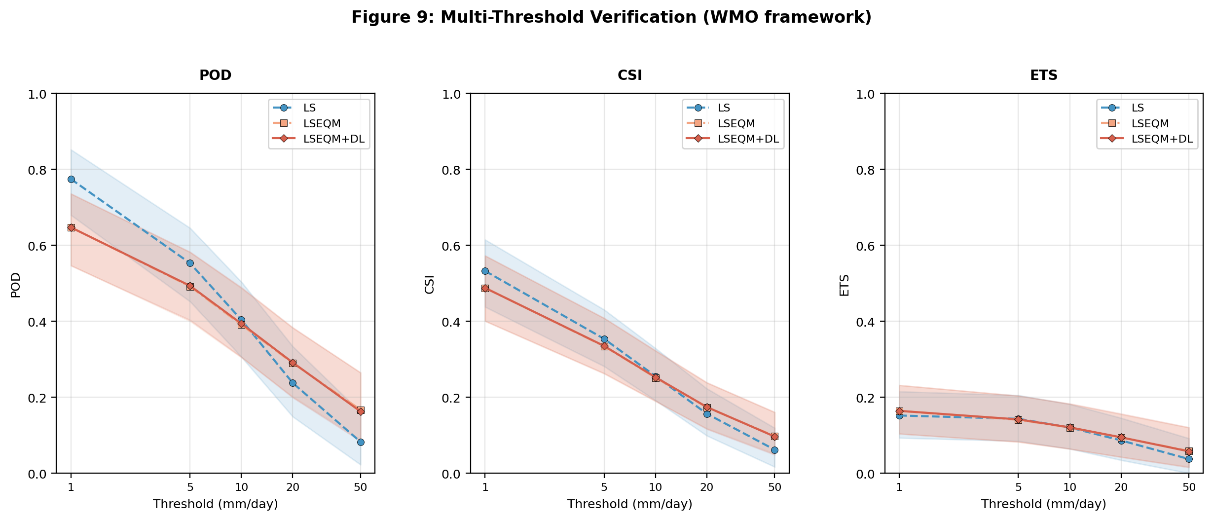 Figure 9: Multi-Threshold Verification (WMO framework)
POD
1.0
0.8
0.6
0.4
0.2
0.0
POD
1
5
10
20
50
Threshold (mm/day)
LS
LSEQM
LSEQM+DL
CSI
1.0
0.8
0.6
0.4
0.2
0.0
CSI
1
5
10
20
50
Threshold (mm/day)
LS
LSEQM
LSEQM+DL
ETS
1.0
0.8
0.6
0.4
0.2
0.0
ETS
1
5
10
20
50
Threshold (mm/day)
LS
LSEQM
LSEQM+DL